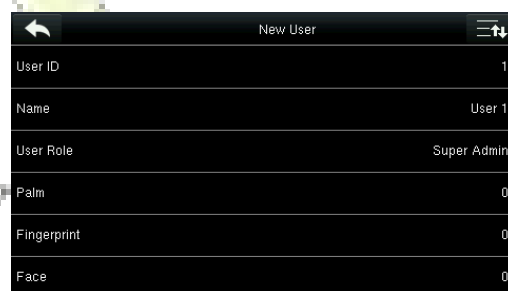 New User
User ID 1
Name User 1
User Role Super Admin
Palm 0
Fingerprint 0
Face 0